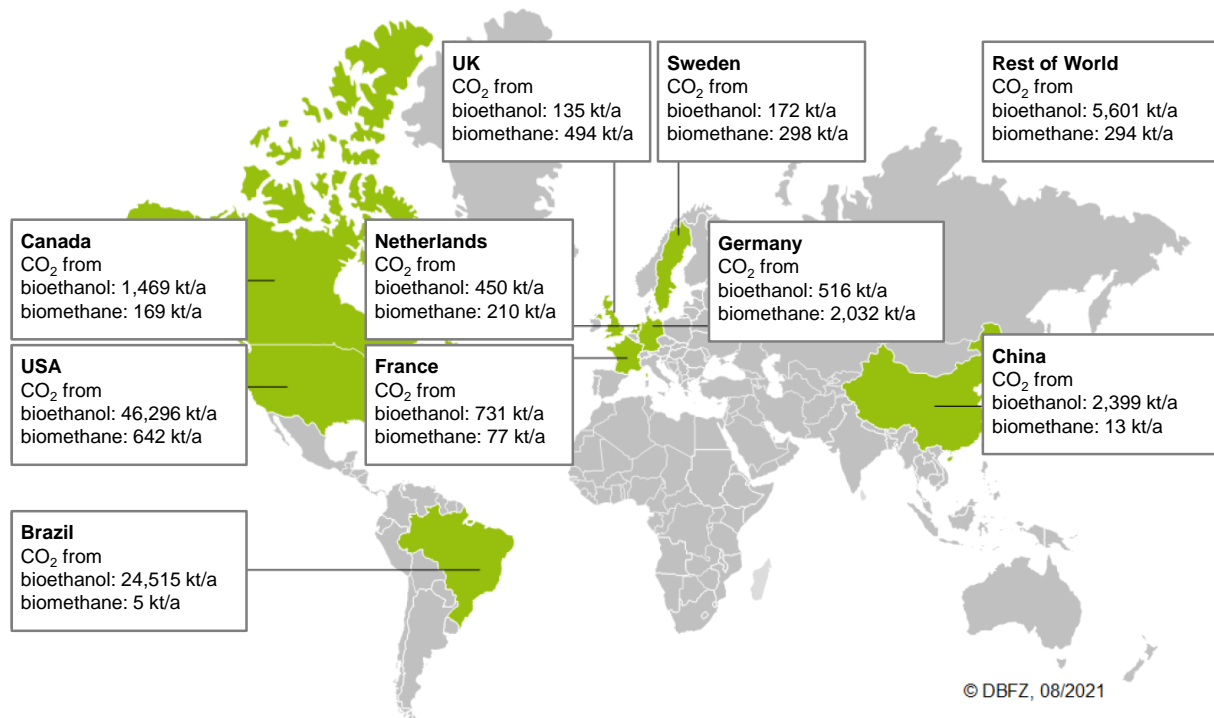 UK
CO₂ from
bioethanol: 135 kt/a
biomethane: 494 kt/a
Sweden
CO₂ from
bioethanol: 172 kt/a
biomethane: 298 kt/a
Rest of World
CO₂ from
bioethanol: 5,601 kt/a
biomethane: 294 kt/a
Canada
CO₂ from
bioethanol: 1,469 kt/a
biomethane: 169 kt/a
Netherlands
CO₂ from
bioethanol: 450 kt/a
biomethane: 210 kt/a
Germany
CO₂ from
bioethanol: 516 kt/a
biomethane: 2,032 kt/a
USA
CO₂ from
bioethanol: 46,296 kt/a
biomethane: 642 kt/a
France
CO₂ from
bioethanol: 731 kt/a
biomethane: 77 kt/a
China
CO₂ from
bioethanol: 2,399 kt/a
biomethane: 13 kt/a
Brazil
CO₂ from
bioethanol: 24,515 kt/a
biomethane: 5 kt/a
© DBFZ, 08/2021